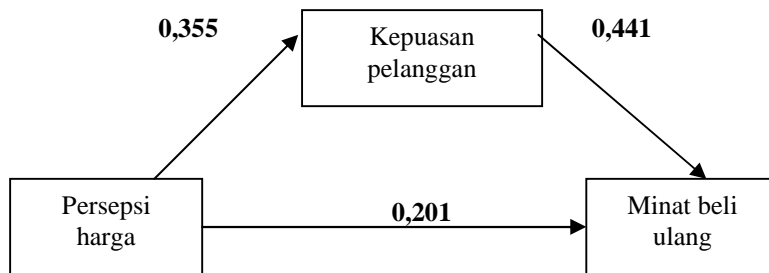 0,355
Kepuasan
pelanggan
0,441
Persepsi
harga
0,201
Minat beli
ulang